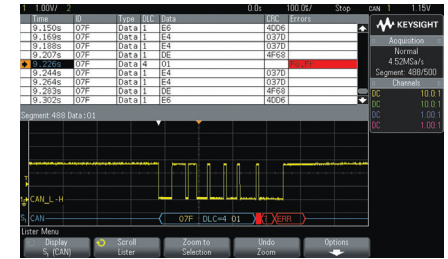 1 1.00V/ 2 0.0s 100.0%/ Stop CAN 1 1.15V
Time ID Type DLC Data CRC Errors
9.150s 07F Data 1 E6 4DD6
9.169s 07F Data 1 E4 037D
9.188s 07F Data 1 E4 037D
9.207s 07F Data 1 DE 4F68
9.226s 07F Data 4 01
9.244s 07F Data 1 E4 037D
9.264s 07F Data 1 E4 037D
9.283s 07F Data 1 DE 4F68
9.302s 07F Data 1 E6 4DD6
KEYSIGHT
Acquisition
Normal
4.52MSa/s
Segment: 488/500
Channels
DC 10.0:1
DC 10.0:1
DC 1.00:1
DC 1.00:1
Segment: 488 Data: 01
T
CAN_L-H
S₁ CAN 07F DLC=4 01 ? ERR
Lister Menu
Display
S₁ (CAN)
Scroll
Lister
Zoom to
Selection
Undo
Zoom
Options